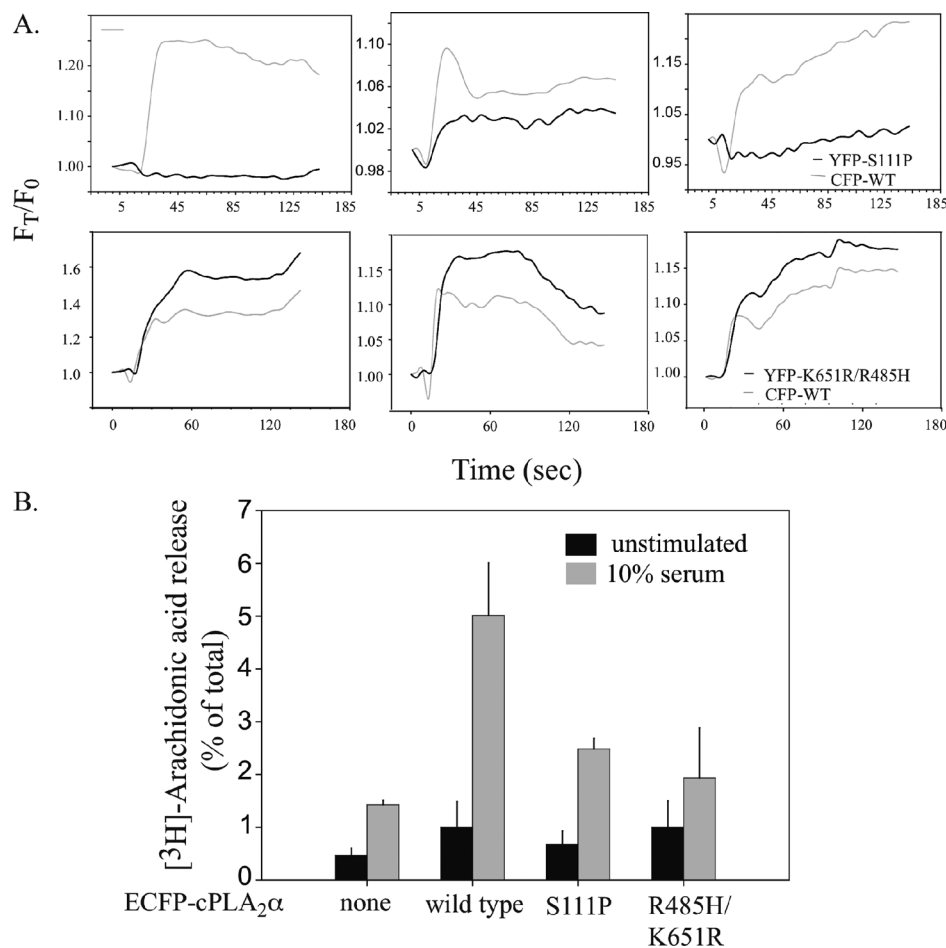 A.
1.20
1.10
1.00
5 45 85 125 185
1.10
1.06
1.02
0.98
5 45 85 125 185
1.15
1.05
0.95
YFP-S111P
CFP-WT
5 45 85 125 185
F_T/F_0
1.6
1.4
1.2
1.0
0 60 120 180
1.15
1.10
1.05
1.00
0 60 120 180
1.15
1.10
1.05
1.00
YFP-K651R/R485H
CFP-WT
0 60 120 180
Time (sec)
B.
[³H]-Arachidonic acid release
(% of total)
7
6
5
4
3
2
1
0
unstimulated
10% serum
ECFP-cPLA₂α none wild type S111P R485H/
K651R